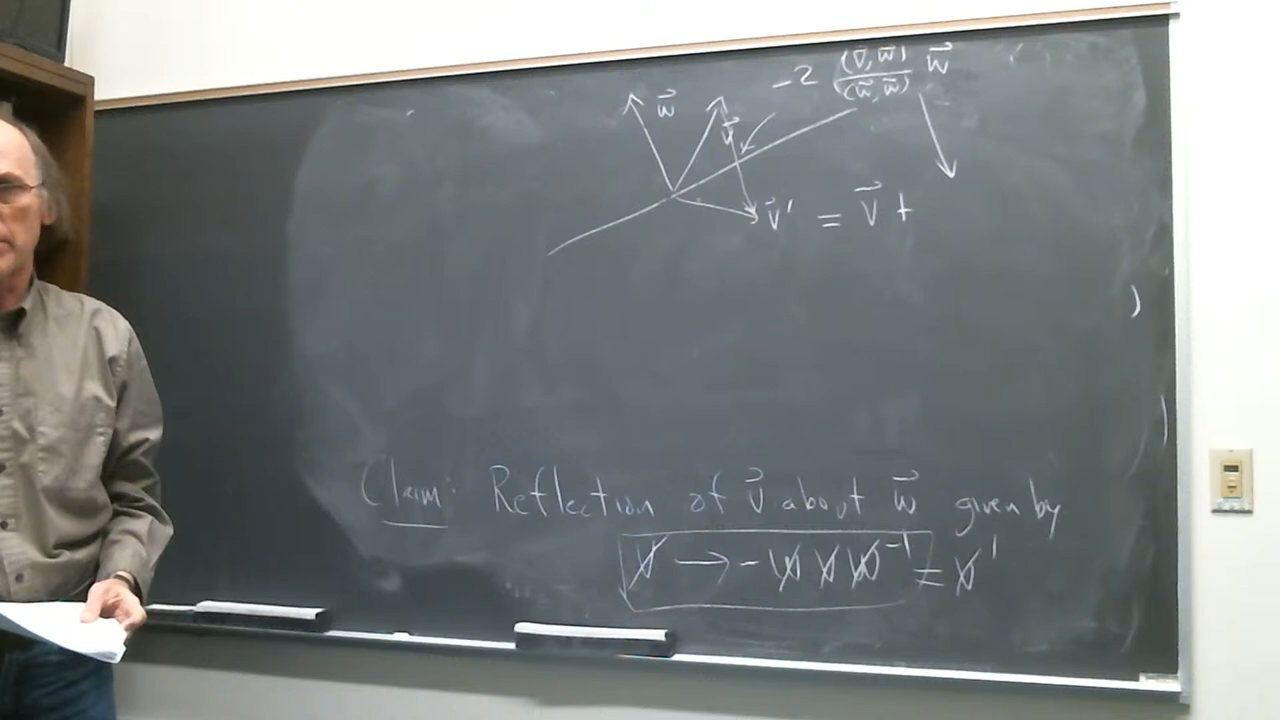 -2 (v⃗, w⃗) / (w⃗, w⃗) w⃗
w⃗ v⃗
v⃗' = v⃗ +
Claim: Reflection of v⃗ about w⃗ given by
v̸ → - w̸ v̸ w̸⁻¹ = v̸'